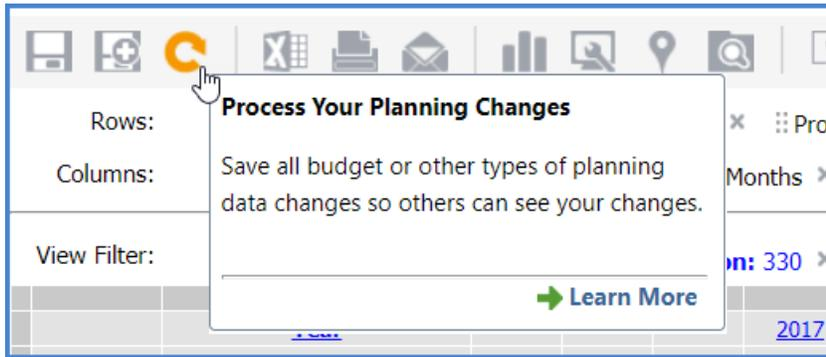 Process Your Planning Changes
Rows:
Pro
Save all budget or other types of planning
Columns:
Months
data changes so others can see your changes.
View Filter:
on: 330
Learn More
2017